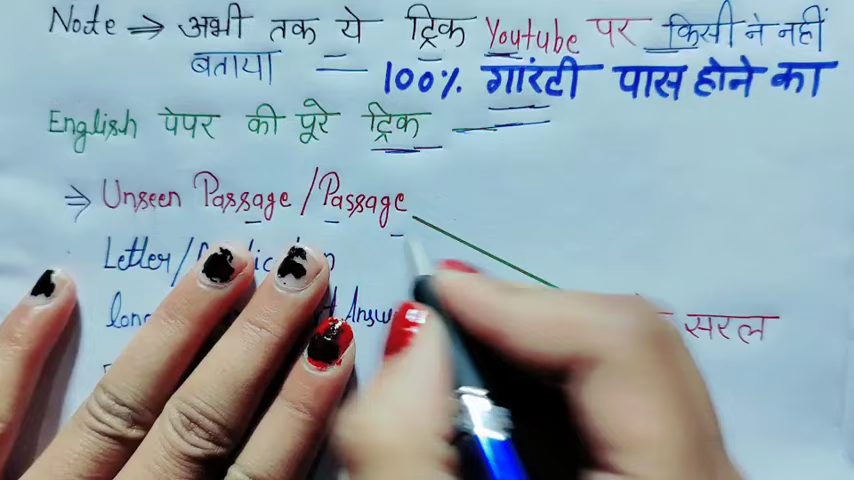 Note ⇒ अभी तक ये ट्रिक Youtube पर किसी ने नहीं
बताया 100% गारंटी पास होने का
English पेपर की पूरे ट्रिक
⇒ Unseen Passage / Passage
Letter /
सरल